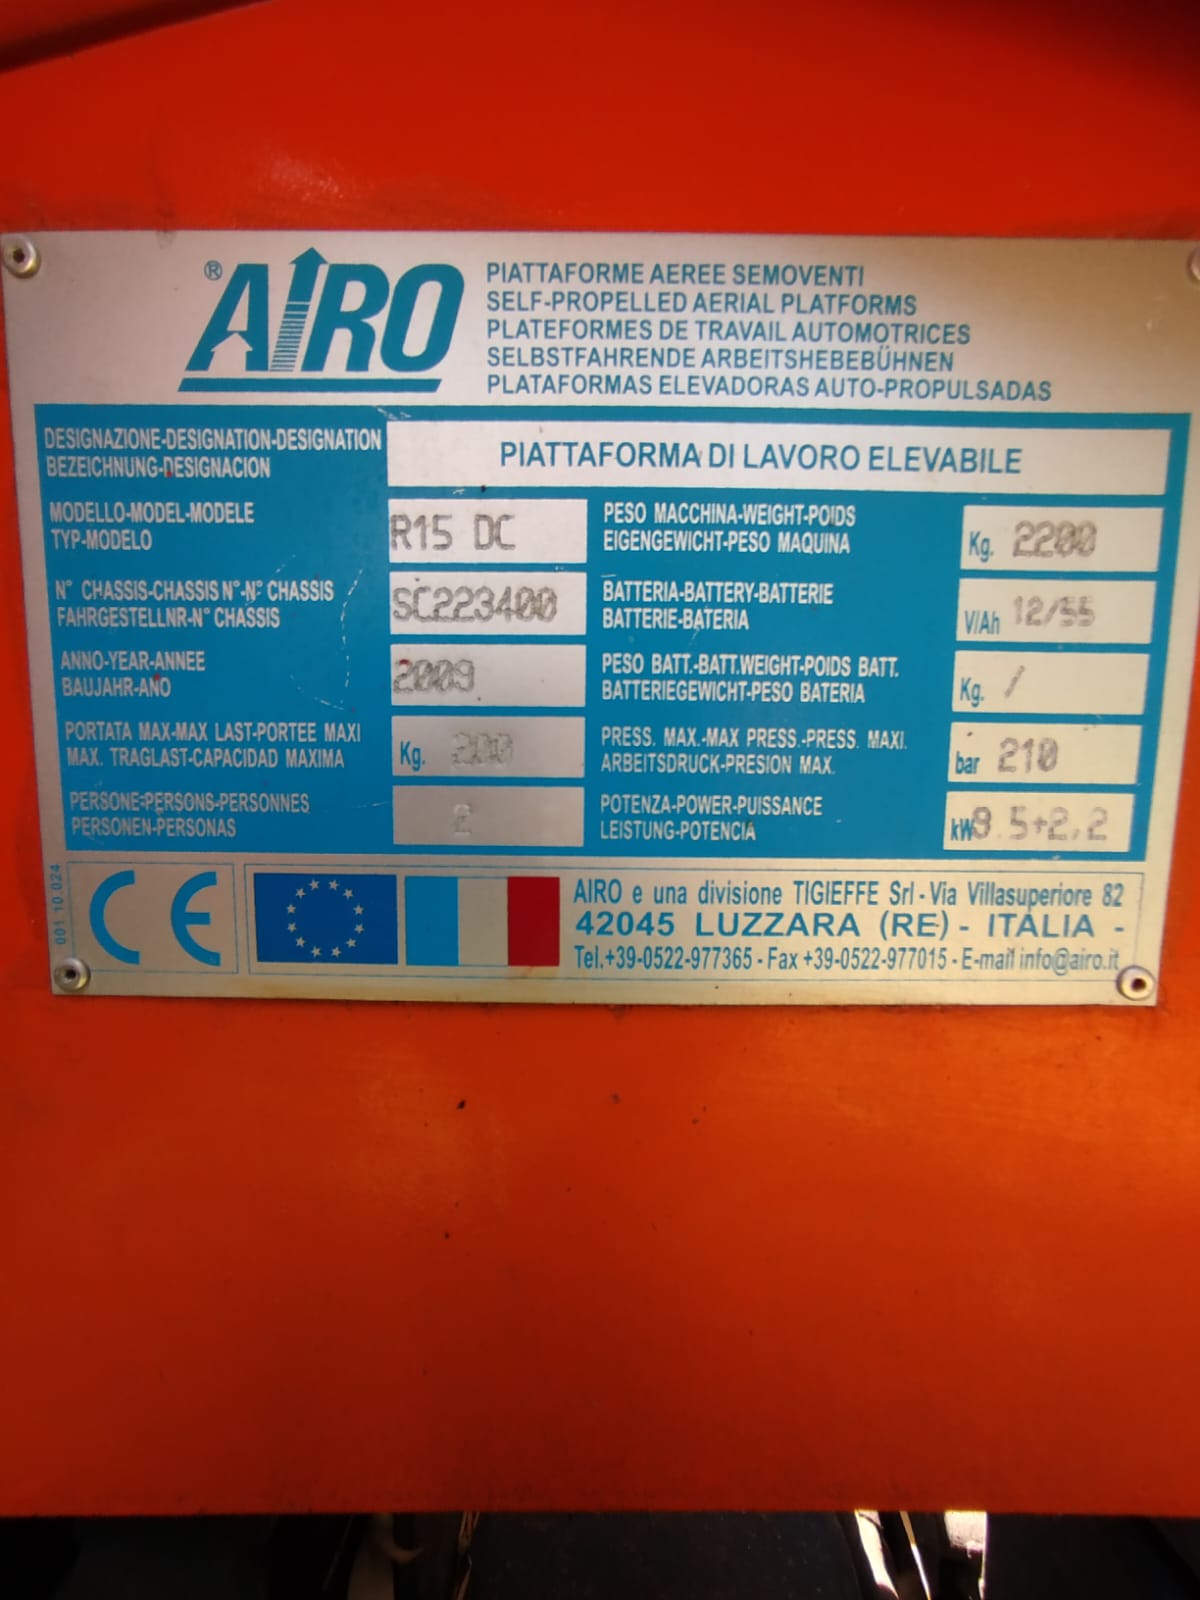 ® AIRO
PIATTAFORME AEREE SEMOVENTI
SELF-PROPELLED AERIAL PLATFORMS
PLATEFORMES DE TRAVAIL AUTOMOTRICES
SELBSTFAHRENDE ARBEITSHEBEBÜHNEN
PLATAFORMAS ELEVADORAS AUTO-PROPULSADAS
DESIGNAZIONE-DESIGNATION-DESIGNATION
BEZEICHNUNG-DESIGNACION
PIATTAFORMA DI LAVORO ELEVABILE
MODELLO-MODEL-MODELE
TYP-MODELO
R15 DC
PESO MACCHINA-WEIGHT-POIDS
EIGENGEWICHT-PESO MAQUINA
Kg. 2200
N° CHASSIS-CHASSIS N°-N° CHASSIS
FAHRGESTELLNR-N° CHASSIS
SC223400
BATTERIA-BATTERY-BATTERIE
BATTERIE-BATERIA
V/Ah 12/55
ANNO-YEAR-ANNEE
BAUJAHR-ANO
2009
PESO BATT.-BATT.WEIGHT-POIDS BATT.
BATTERIEGEWICHT-PESO BATERIA
Kg. /
PORTATA MAX-MAX LAST-PORTEE MAXI
MAX. TRAGLAST-CAPACIDAD MAXIMA
Kg. 200
PRESS. MAX.-MAX PRESS.-PRESS. MAXI.
ARBEITSDRUCK-PRESION MAX.
bar 210
PERSONE-PERSONS-PERSONNES
PERSONEN-PERSONAS
2
POTENZA-POWER-PUISSANCE
LEISTUNG-POTENCIA
kW 9.5+2,2
001.10.024
CE
AIRO e una divisione TIGIEFFE Srl - Via Villasuperiore 82
42045 LUZZARA (RE) - ITALIA -
Tel.+39-0522-977365 - Fax +39-0522-977015 - E-mail info@airo.it